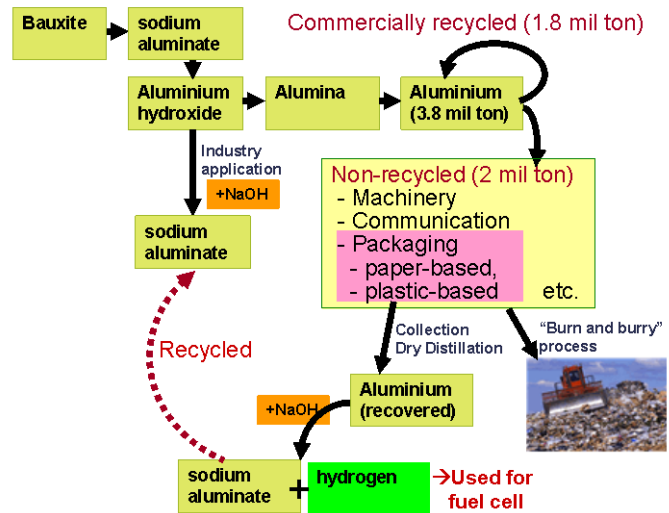 Bauxite
sodium
aluminate
Commercially recycled (1.8 mil ton)
Aluminium
hydroxide
Alumina
Aluminium
(3.8 mil ton)
Industry
application
+NaOH
sodium
aluminate
Non-recycled (2 mil ton)
- Machinery
- Communication
- Packaging
- paper-based,
- plastic-based etc.
Collection
Dry Distillation
“Burn and burry”
process
Recycled
+NaOH
Aluminium
(recovered)
sodium
aluminate
+
hydrogen
→Used for
fuel cell